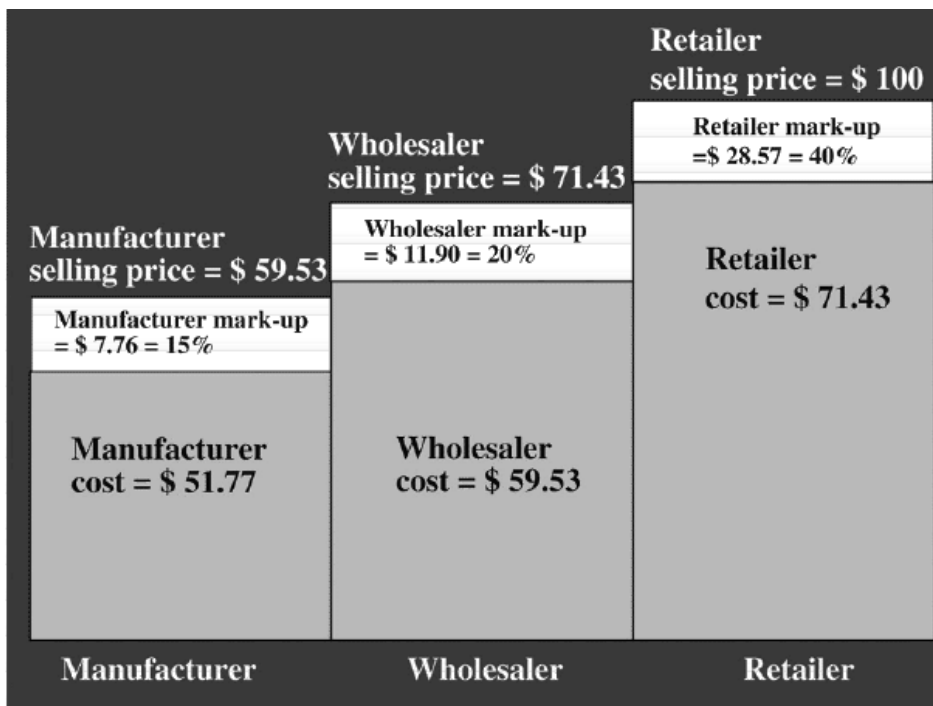 Manufacturer
selling price = $ 59.53
Manufacturer mark-up
= $ 7.76 = 15%
Manufacturer
cost = $ 51.77
Wholesaler
selling price = $ 71.43
Wholesaler mark-up
= $ 11.90 = 20%
Wholesaler
cost = $ 59.53
Retailer
selling price = $ 100
Retailer mark-up
=$ 28.57 = 40%
Retailer
cost = $ 71.43
Manufacturer
Wholesaler
Retailer